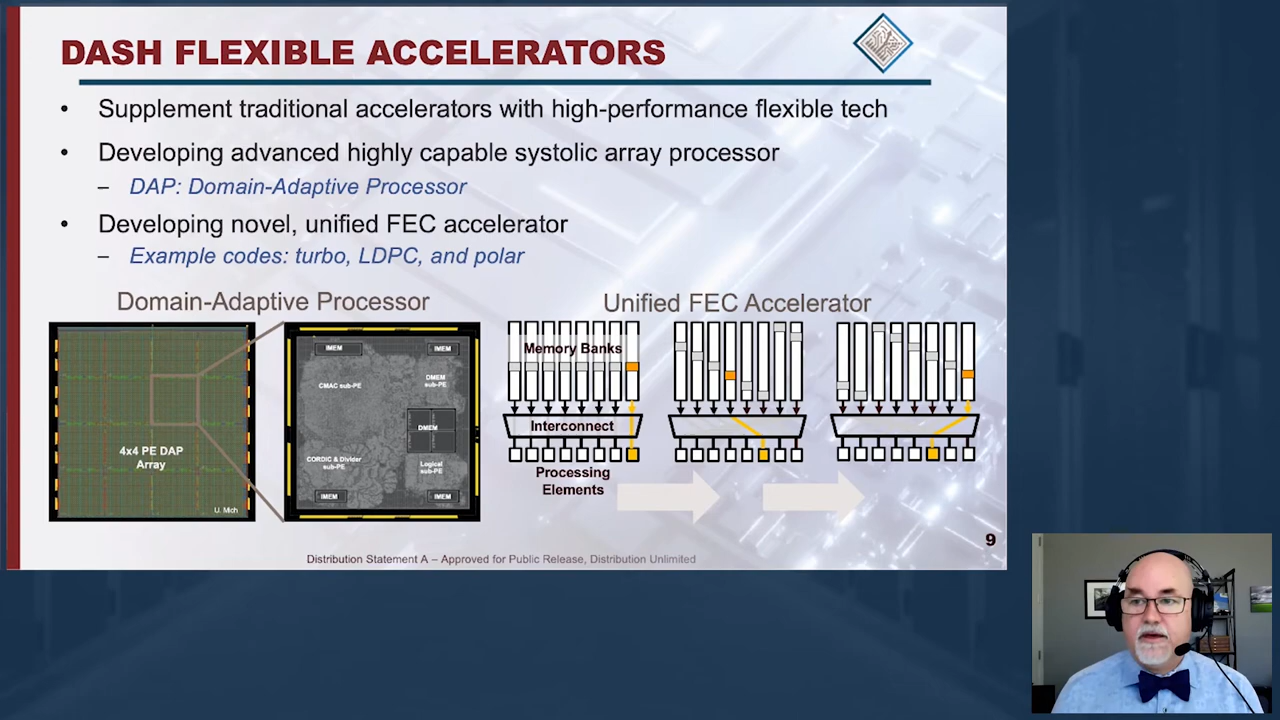 DASH FLEXIBLE ACCELERATORS
• Supplement traditional accelerators with high-performance flexible tech
• Developing advanced highly capable systolic array processor
– DAP: Domain-Adaptive Processor
• Developing novel, unified FEC accelerator
– Example codes: turbo, LDPC, and polar
Domain-Adaptive Processor
4x4 PE DAP
Array
U. Mich
IMEM
IMEM
CMAC sub-PE
DMEM
sub-PE
DMEM
CORDIC & Divider
sub-PE
Logical
sub-PE
IMEM
IMEM
Unified FEC Accelerator
Memory Banks
Interconnect
Processing
Elements
9
Distribution Statement A – Approved for Public Release, Distribution Unlimited